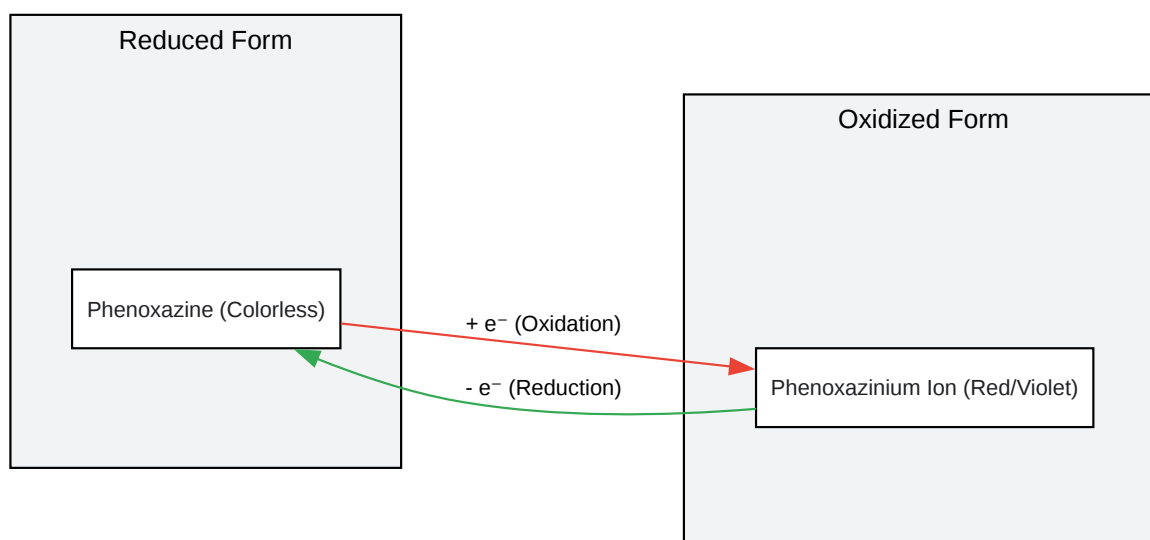 Reduced Form
Oxidized Form
Phenoxazine (Colorless)
+ e⁻ (Oxidation)
- e⁻ (Reduction)
Phenoxazinium Ion (Red/Violet)